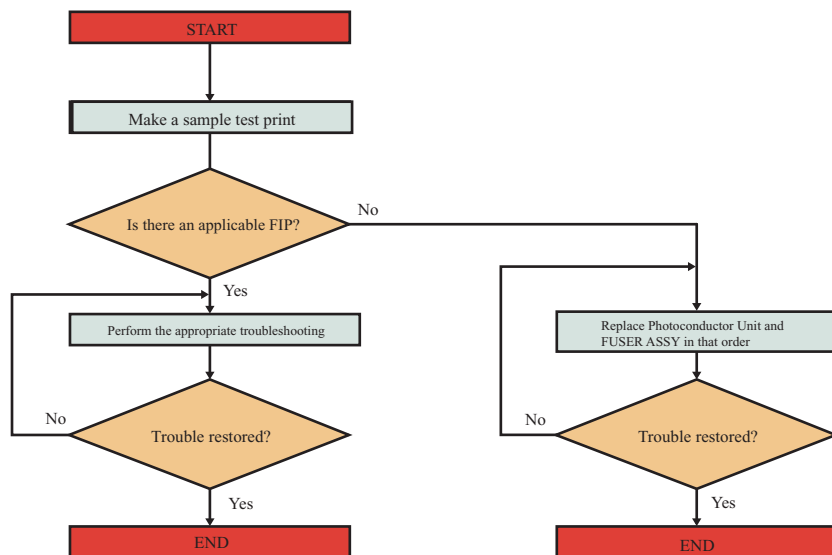 START
Make a sample test print
Is there an applicable FIP?
No
Yes
Perform the appropriate troubleshooting
No
Trouble restored?
Yes
END
Replace Photoconductor Unit and
FUSER ASSY in that order
No
Trouble restored?
Yes
END